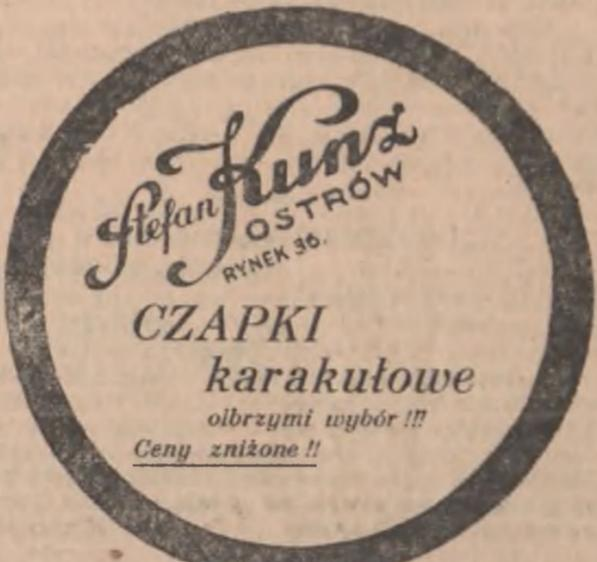 Stefan Kunz
OSTRÓW
RYNEK 36.
CZAPKI
karakułowe
olbrzymi wybór !!!
Ceny zniżone !!